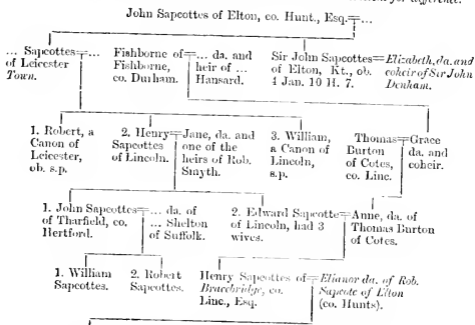 John Sapcottes of Elton, co. Hunt., Esq.=...
... Sapcottes=...
of Leicester
Town.
Fishborne of=... da. and
Fishborne, heir of ...
co. Durham. Hansard.
Sir John Sapcottes=Elizabeth, da. and
of Elton, Kt., ob. coheir of Sir John
4 Jan. 10 H. 7. Denham.
1. Robert, a
Canon of
Leicester,
ob. s.p.
2. Henry=Jane, da. and
Sapcottes one of the
of Lincoln. heirs of Rob.
Smyth.
3. William,
a Canon of
Lincoln,
s.p.
Thomas=Grace
Burton da. and
of Cotes, coheir.
co. Linc.
1. John Sapcottes=... da. of
of Tharfield, co. ... Shelton
Hertford. of Suffolk.
2. Edward Sapcotte=Anne, da. of
of Lincoln, had 3 Thomas Burton
wives. of Cotes.
1. William
Sapcottes.
2. Robert
Sapcottes.
Henry Sapcottes of=Elianor da. of Rob.
Bracebridge, co. Sapcote of Elton
Linc., Esq. (co. Hunts).